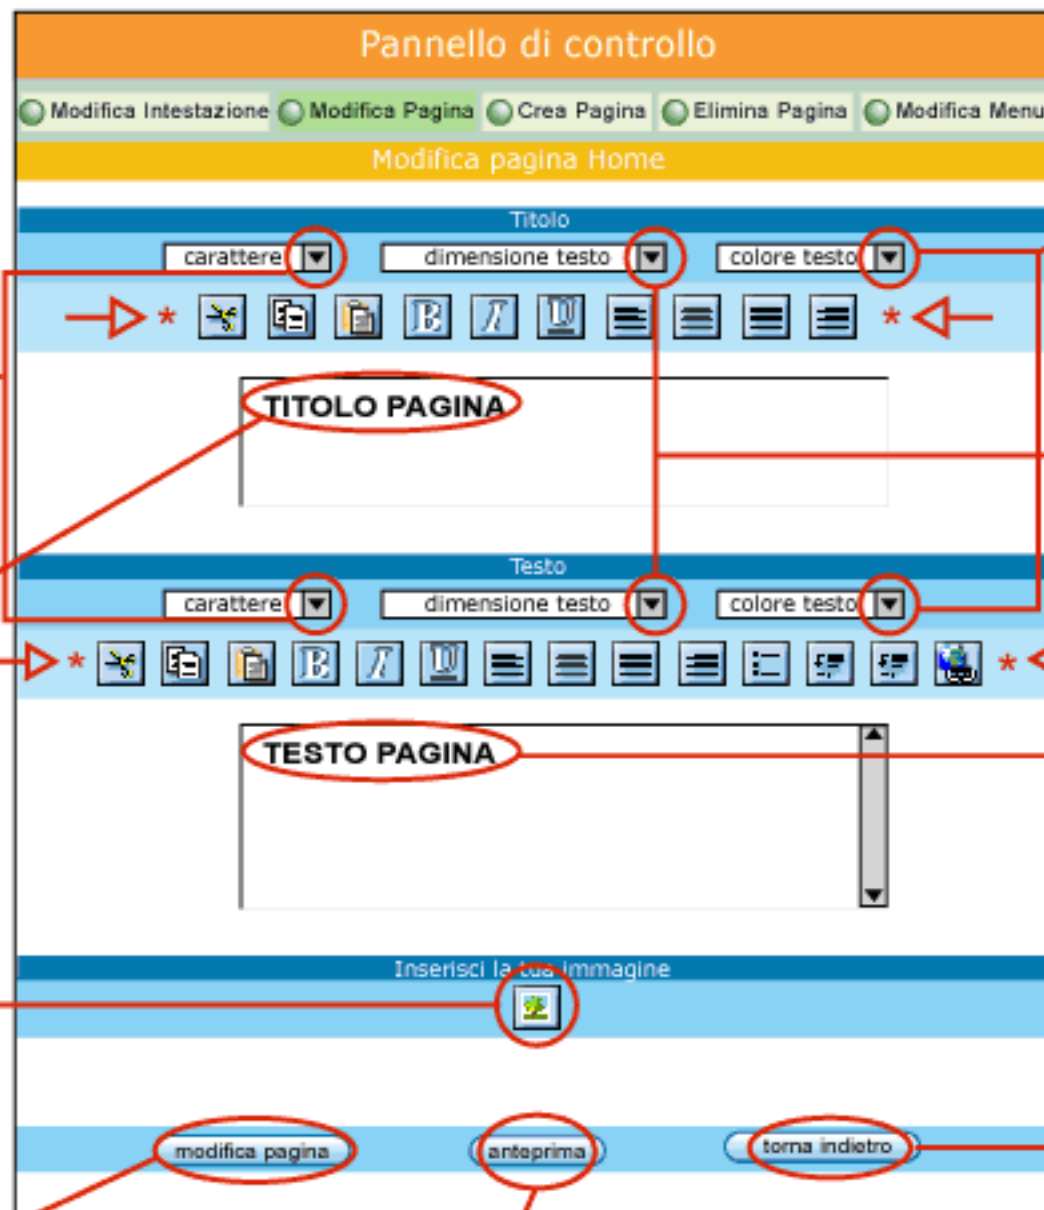 Pannello di controllo
Modifica Intestazione Modifica Pagina Crea Pagina Elimina Pagina Modifica Menu
Modifica pagina Home
Titolo
carattere dimensione testo colore testo
* B I U *
TITOLO PAGINA
Testo
carattere dimensione testo colore testo
* B I U *
TESTO PAGINA
Inserisci la tua immagine
modifica pagina anteprima torna indietro